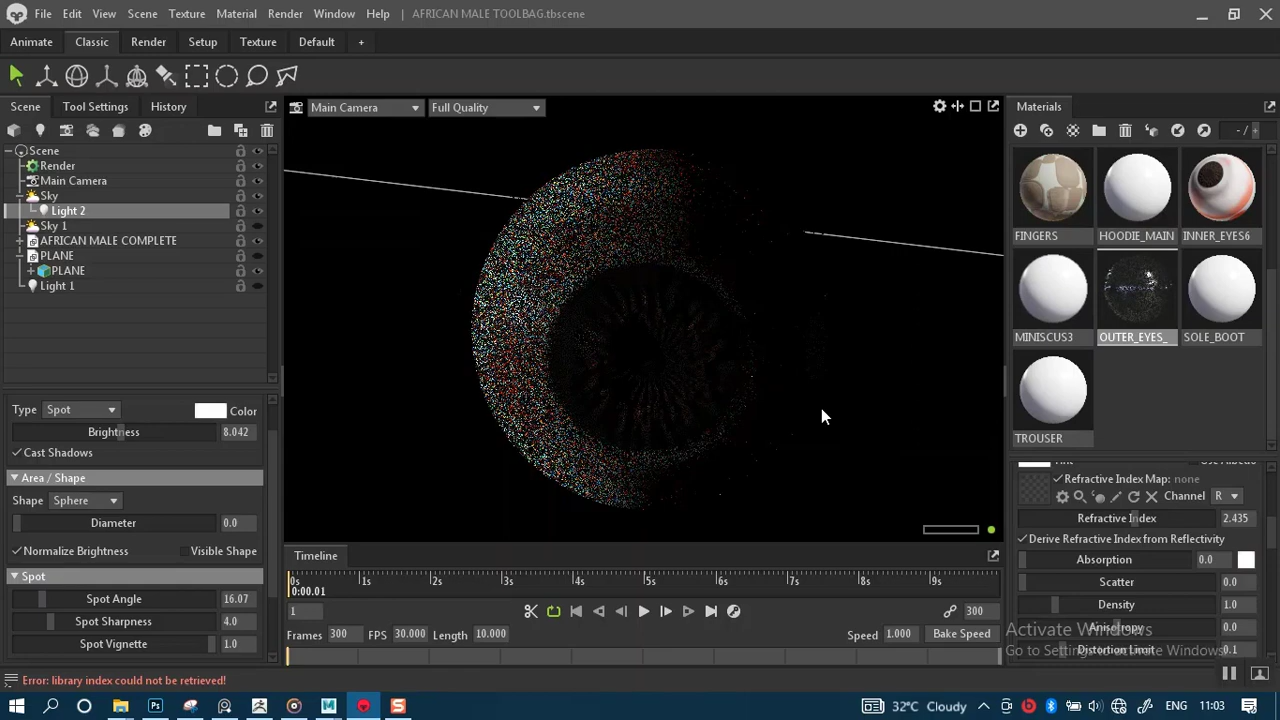 File Edit View Scene Texture Material Render Window Help AFRICAN MALE TOOLBAG.tbscene
Animate Classic Render Setup Texture Default +
Scene Tool Settings History
Main Camera Full Quality
Materials
- / +
Scene
Render
Main Camera
Sky
Light 2
Sky 1
AFRICAN MALE COMPLETE
PLANE
PLANE
Light 1
FINGERS HOODIE_MAIN INNER_EYES6
MINISCUS3 OUTER_EYES_ SOLE_BOOT
TROUSER
Type Spot Color
Brightness 8.042
Cast Shadows
Area / Shape
Shape Sphere
Diameter 0.0
Normalize Brightness Visible Shape
Spot
Spot Angle 16.07
Spot Sharpness 4.0
Spot Vignette 1.0
Refractive Index Map: none
Channel R
Refractive Index 2.435
Derive Refractive Index from Reflectivity
Absorption 0.0
Scatter 0.0
Density 1.0
Anisotropy 0.0
Distortion Limit 0.1
Activate Windows
Go to Settings to activate Windows.
Timeline
0s 1s 2s 3s 4s 5s 6s 7s 8s 9s
0:00.01
1 300
Frames 300 FPS 30.000 Length 10.000 Speed 1.000 Bake Speed
Error: library index could not be retrieved!
32°C Cloudy ENG 11:03